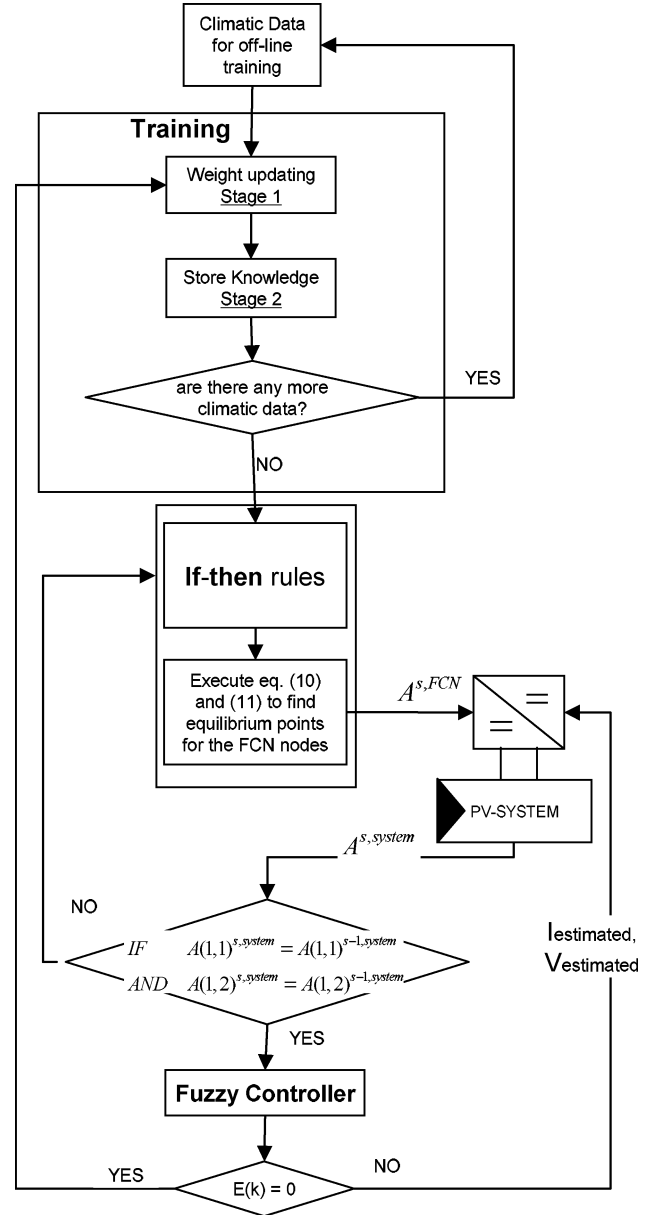 Climatic Data
for off-line
training
Training
Weight updating
Stage 1
Store Knowledge
Stage 2
are there any more
climatic data?
YES
NO
If-then rules
Execute eq. (10)
and (11) to find
equilibrium points
for the FCN nodes
A^{s,FCN}
=
=
PV-SYSTEM
A^{s,system}
NO
IF A(1,1)^{s,system} = A(1,1)^{s−1,system}
AND A(1,2)^{s,system} = A(1,2)^{s−1,system}
Iestimated,
Vestimated
YES
Fuzzy Controller
YES
NO
E(k) = 0